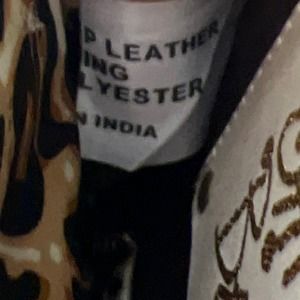 P LEATHER
ING
LYESTER
N INDIA